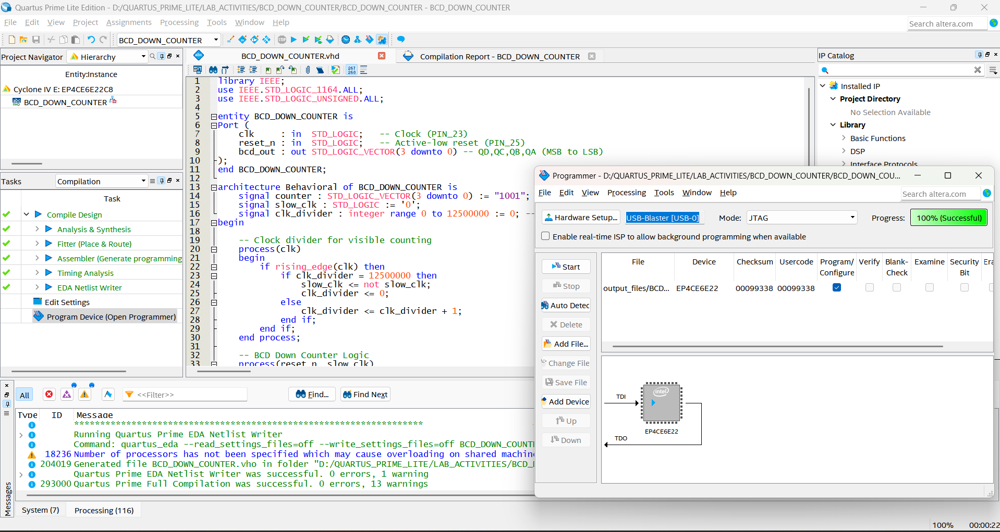 Quartus Prime Lite Edition - D:/QUARTUS_PRIME_LITE/LAB_ACTIVITIES/BCD_DOWN_COUNTER/BCD_DOWN_COUNTER - BCD_DOWN_COUNTER
File Edit View Project Assignments Processing Tools Window Help
Search altera.com
BCD_DOWN_COUNTER
Project Navigator Hierarchy
Entity:Instance
Cyclone IV E: EP4CE6E22C8
BCD_DOWN_COUNTER
Tasks Compilation
Task
Compile Design
Analysis & Synthesis
Fitter (Place & Route)
Assembler (Generate programming
Timing Analysis
EDA Netlist Writer
Edit Settings
Program Device (Open Programmer)
BCD_DOWN_COUNTER.vhd
Compilation Report - BCD_DOWN_COUNTER
267
268
1 library IEEE;
2 use IEEE.STD_LOGIC_1164.ALL;
3 use IEEE.STD_LOGIC_UNSIGNED.ALL;
4
5 entity BCD_DOWN_COUNTER is
6 Port (
7 clk : in STD_LOGIC; -- Clock (PIN_23)
8 reset_n : in STD_LOGIC; -- Active-low reset (PIN_25)
9 bcd_out : out STD_LOGIC_VECTOR(3 downto 0) -- QD,QC,QB,QA (MSB to LSB)
10 );
11 end BCD_DOWN_COUNTER;
12
13 architecture Behavioral of BCD_DOWN_COUNTER is
14 signal counter : STD_LOGIC_VECTOR(3 downto 0) := "1001";
15 signal slow_clk : STD_LOGIC := '0';
16 signal clk_divider : integer range 0 to 12500000 := 0; --
17 begin
18
19 -- Clock divider for visible counting
20 process(clk)
21 begin
22 if rising_edge(clk) then
23 if clk_divider = 12500000 then
24 slow_clk <= not slow_clk;
25 clk_divider <= 0;
26 else
27 clk_divider <= clk_divider + 1;
28 end if;
29 end if;
30 end process;
31
32 -- BCD Down Counter Logic
33 process(reset_n, slow_clk)
IP Catalog
Installed IP
Project Directory
No Selection Available
Library
Basic Functions
DSP
Interface Protocols
Programmer - D:/QUARTUS_PRIME_LITE/LAB_ACTIVITIES/BCD_DOWN_COUNTER/BCD_DOWN_COU...
File Edit View Processing Tools Window Help
Search altera.com
Hardware Setup... USB-Blaster [USB-0] Mode: JTAG Progress: 100% (Successful)
Enable real-time ISP to allow background programming when available
Start
Stop
Auto Detec
Delete
Add File...
Change File
Save File
Add Device
Up
Down
File Device Checksum Usercode Program/ Verify Blank- Examine Security Era
Configure Check Bit
output_files/BCD... EP4CE6E22 00099338 00099338
TDI
intel
EP4CE6E22
TDO
All <<Filter>> Find... Find Next
Type ID Message
*******************************************************************
Running Quartus Prime EDA Netlist Writer
Command: quartus_eda --read_settings_files=off --write_settings_files=off BCD_DOWN_COUNT
18236 Number of processors has not been specified which may cause overloading on shared machin
204019 Generated file BCD_DOWN_COUNTER.vho in folder "D:/QUARTUS_PRIME_LITE/LAB_ACTIVITIES/BCD_
Quartus Prime EDA Netlist Writer was successful. 0 errors, 1 warning
293000 Quartus Prime Full Compilation was successful. 0 errors, 13 warnings
Messages
System (7) Processing (116)
100% 00:00:22